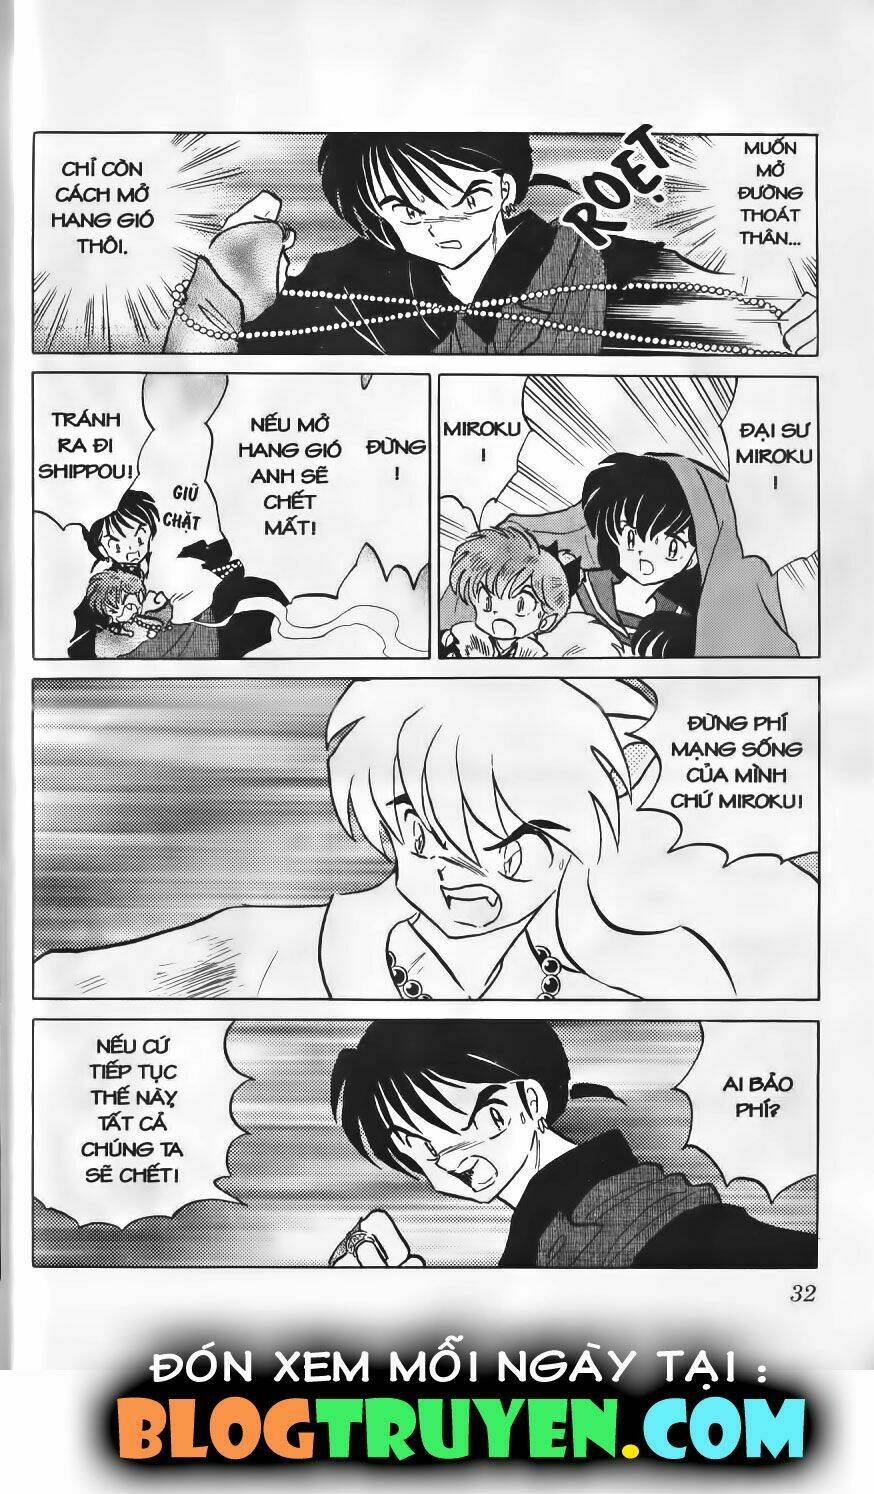 MUỐN
MỞ
ĐƯỜNG
THOÁT
THÂN...
ROẸT
CHỈ CÒN
CÁCH MỞ
HANG GIÓ
THÔI.
ĐẠI SƯ
MIROKU
!
MIROKU
!
ĐỪNG
!
NẾU MỞ
HANG GIÓ
ANH SẼ
CHẾT
MẤT!
GIŨ
CHẶT
TRÁNH
RA ĐI
SHIPPOU!
ĐỪNG PHÍ
MẠNG SỐNG
CỦA MÌNH
CHỨ MIROKU!
AI BẢO
PHÍ?
NẾU CỨ
TIẾP TỤC
THẾ NÀY,
TẤT CẢ
CHÚNG TA
SẼ CHẾT!
32
ĐÓN XEM MỖI NGÀY TẠI :
BLOGTRUYEN.COM